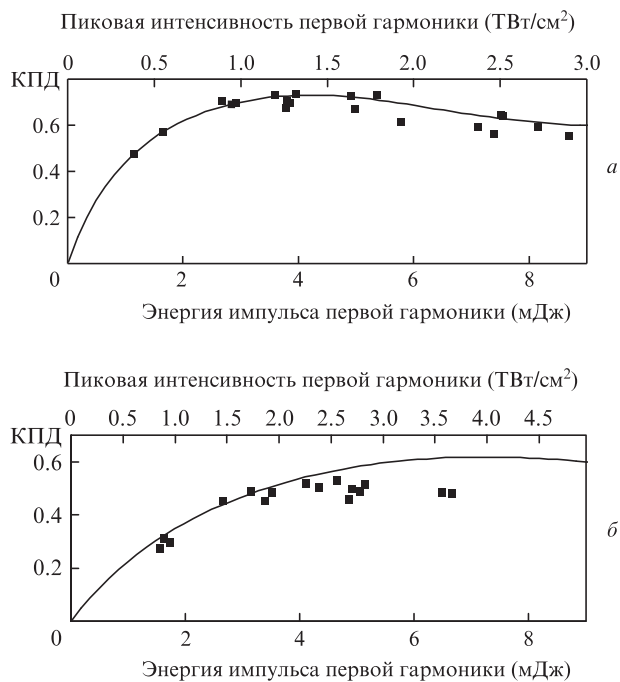 Пиковая интенсивность первой гармоники (ТВт/см²)
0 0.5 1.0 1.5 2.0 2.5 3.0
КПД
0.6
0.4
0.2
а
0 2 4 6 8
Энергия импульса первой гармоники (мДж)
Пиковая интенсивность первой гармоники (ТВт/см²)
0 0.5 1.0 1.5 2.0 2.5 3.0 3.5 4.0 4.5
КПД
0.6
0.4
0.2
б
0 2 4 6 8
Энергия импульса первой гармоники (мДж)